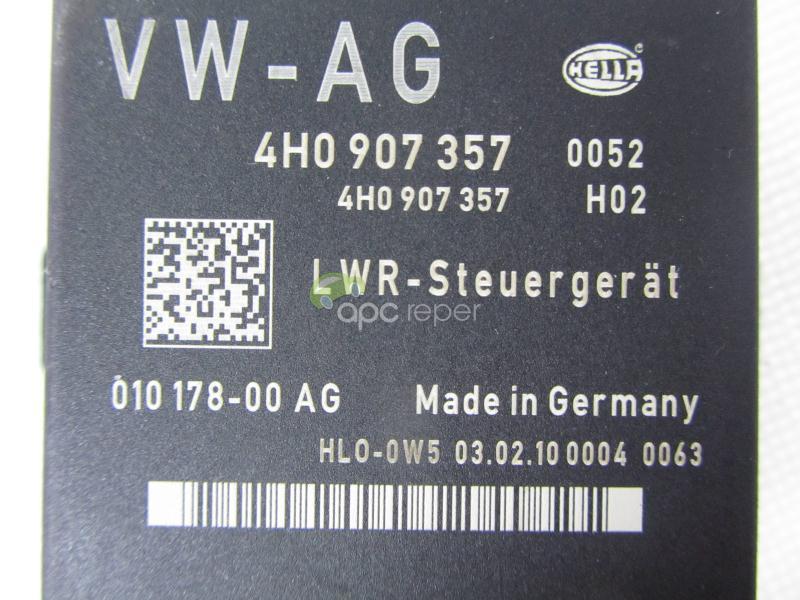 VW-AG
HELLA
4H0 907 357 0052
4H0 907 357 H02
LWR-Steuergerät
apc reper
010 178-00 AG Made in Germany
HLO-0W5 03.02.10 0004 0063